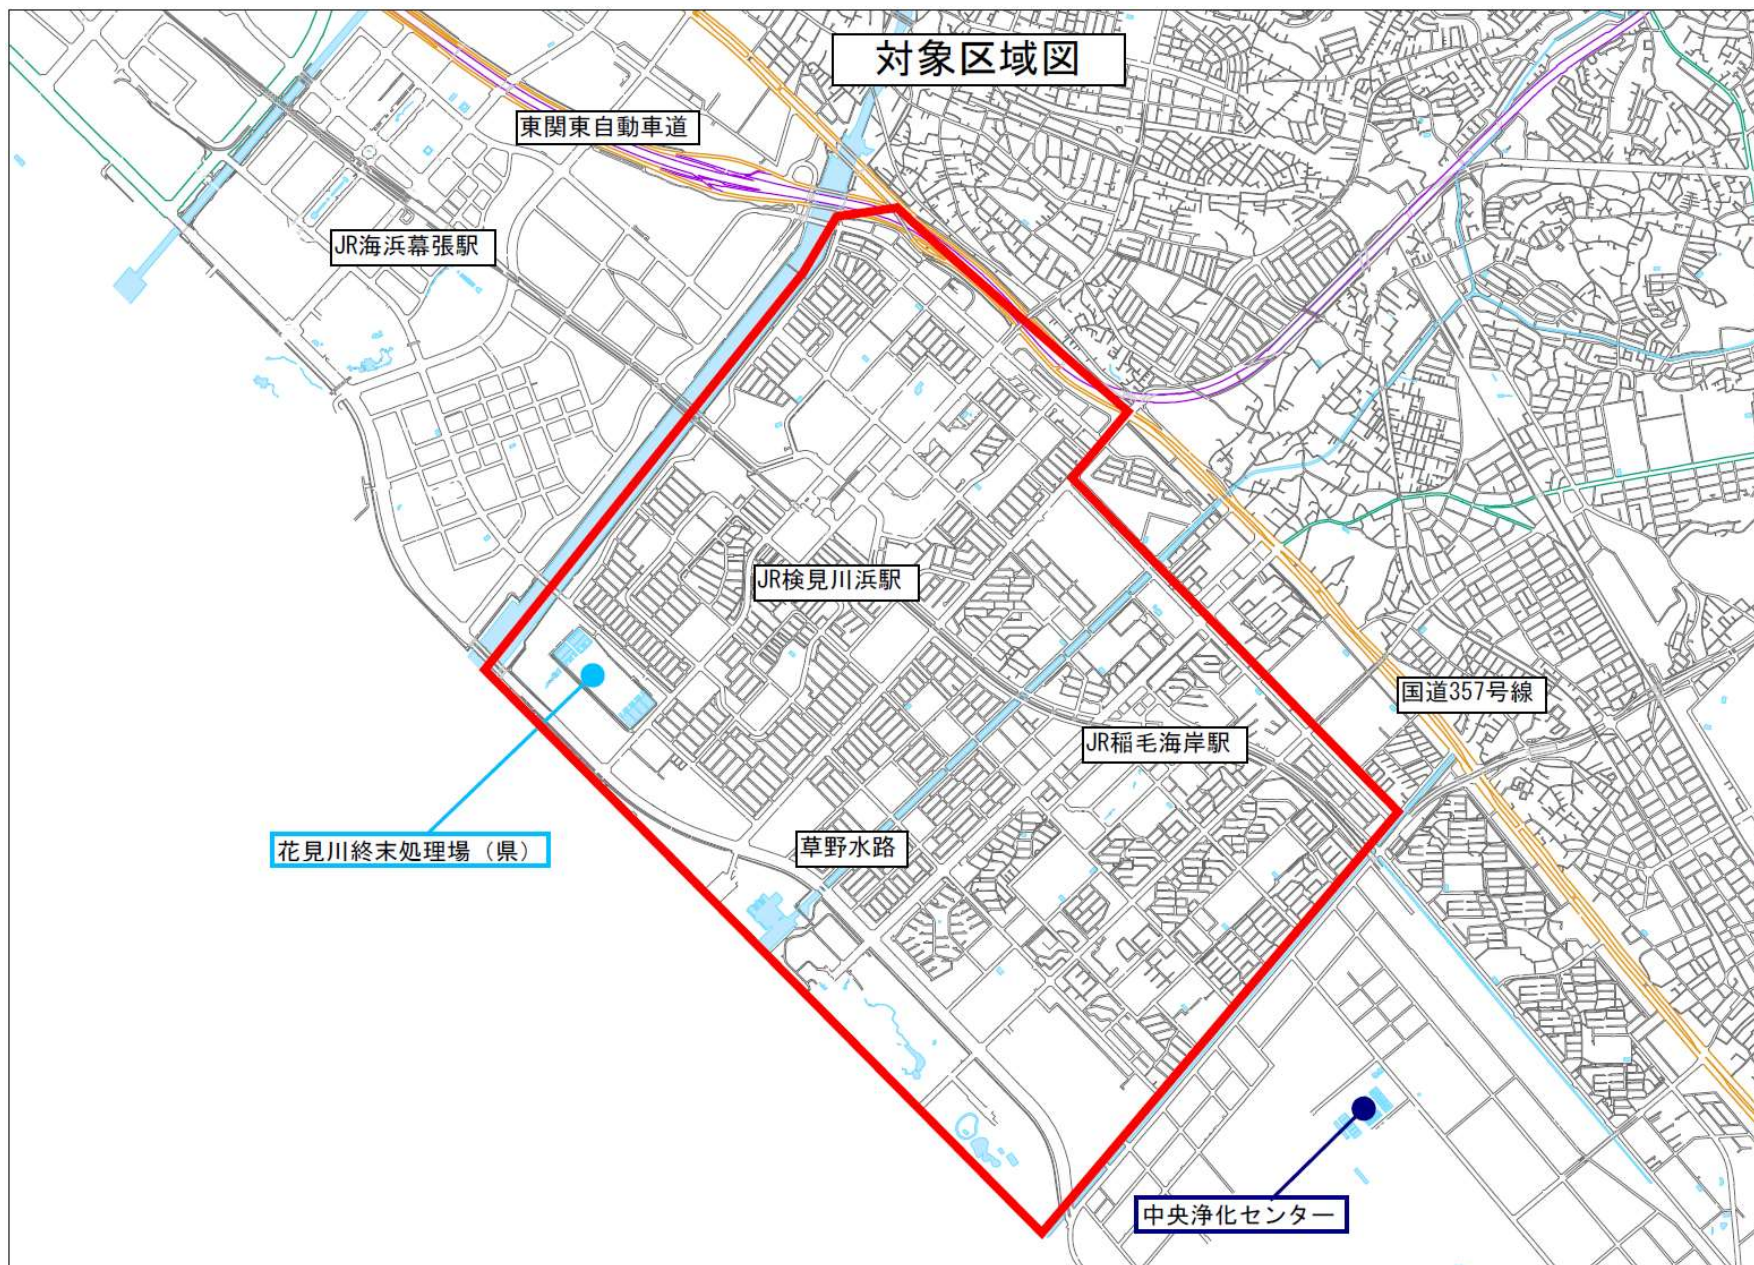 対象区域図
東関東自動車道
JR海浜幕張駅
JR検見川浜駅
国道357号線
JR稲毛海岸駅
花見川終末処理場（県）
草野水路
中央浄化センター